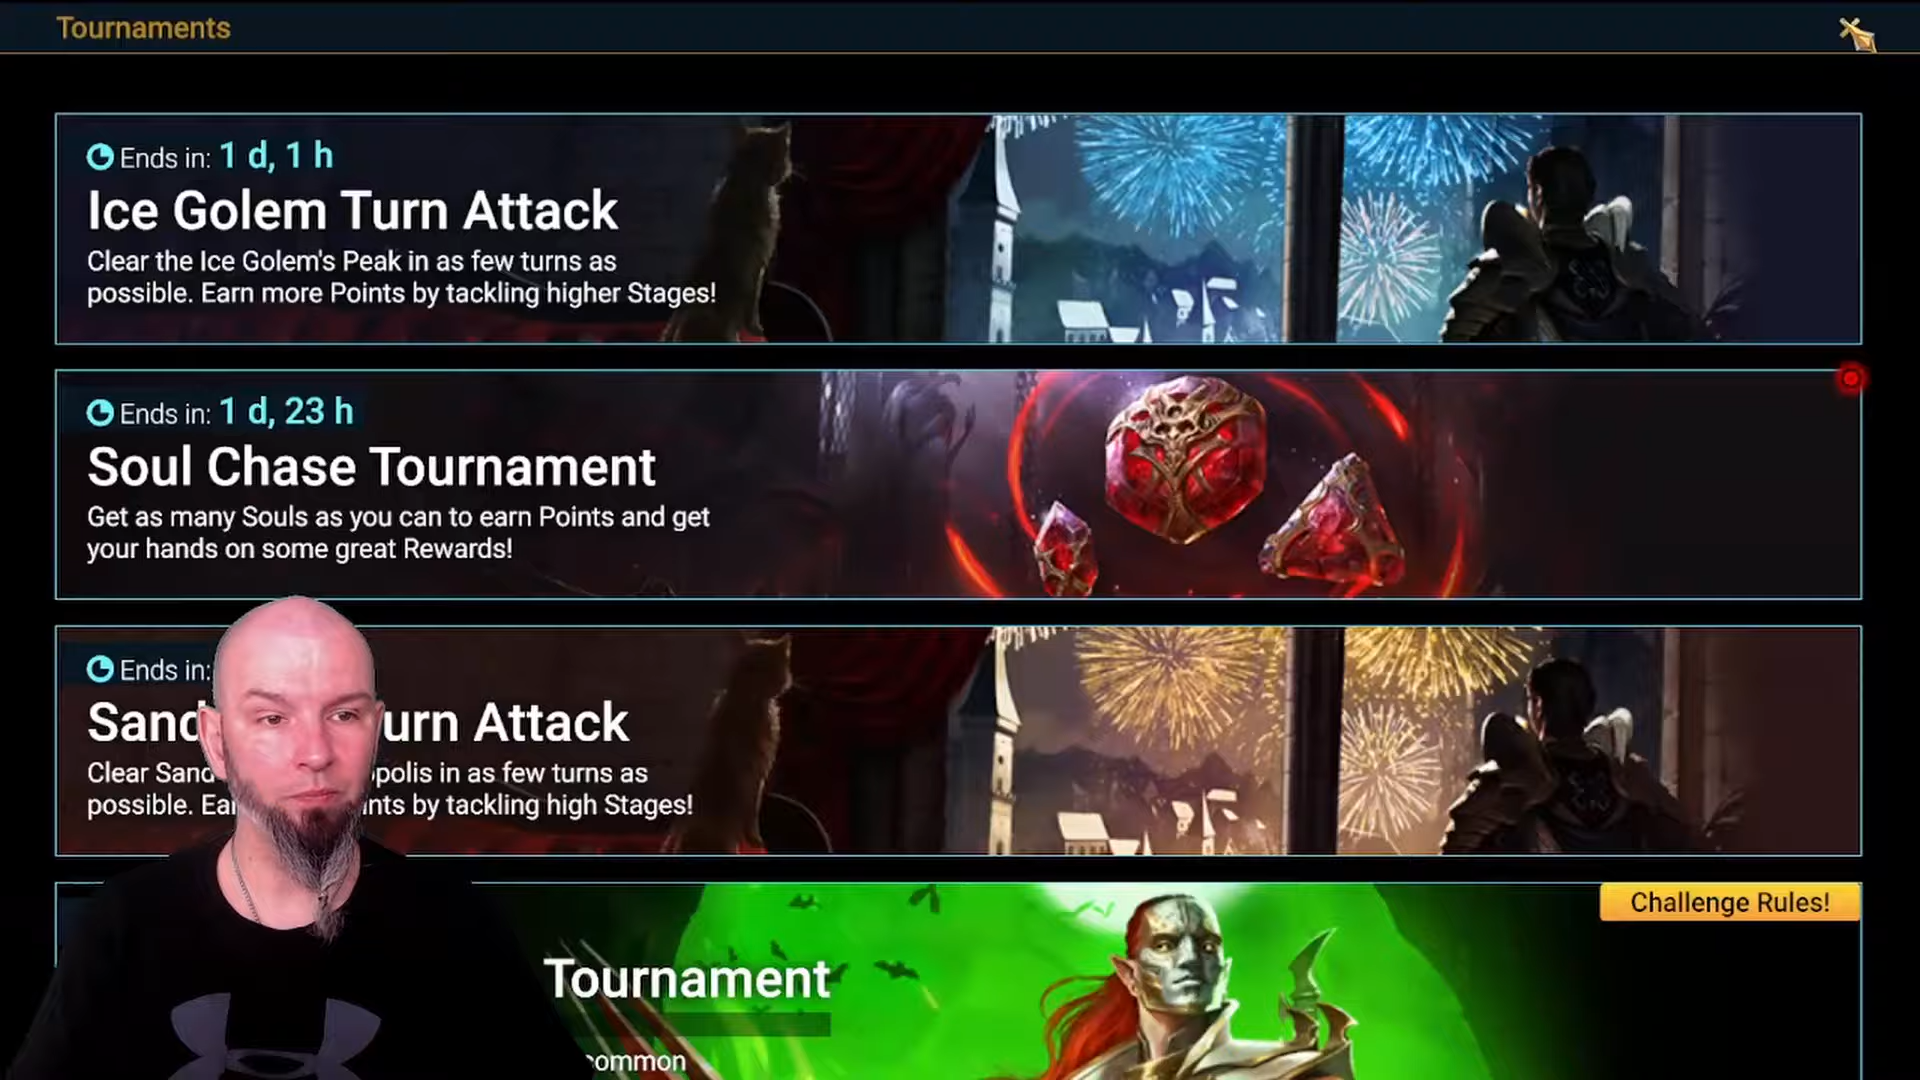 Tournaments
Ends in: 1 d, 1 h
Ice Golem Turn Attack
Clear the Ice Golem's Peak in as few turns as
possible. Earn more Points by tackling higher Stages!
Ends in: 1 d, 23 h
Soul Chase Tournament
Get as many Souls as you can to earn Points and get
your hands on some great Rewards!
Ends in:
Sand urn Attack
Clear Sand opolis in as few turns as
possible. Ea ints by tackling high Stages!
Challenge Rules!
Tournament
common